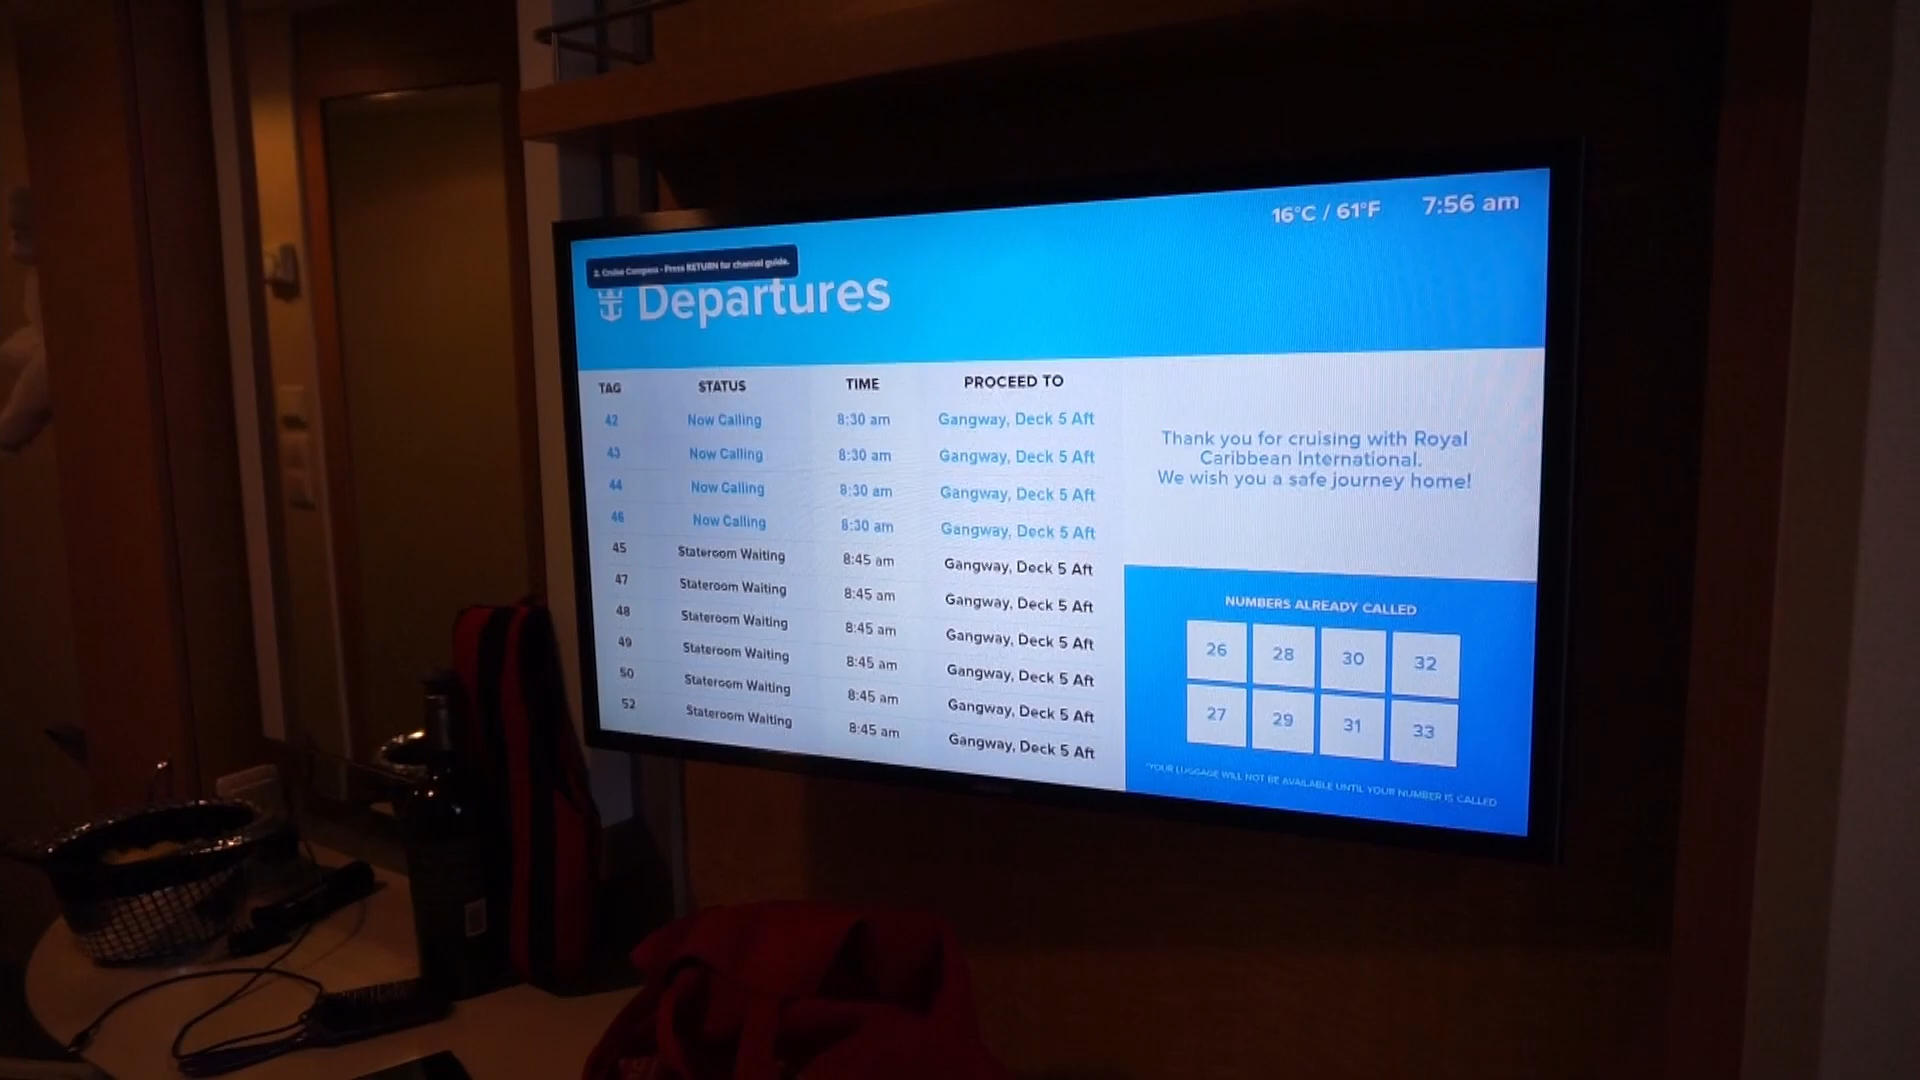 16°C / 61°F 7:56 am
2. Cruise Compass - Press RETURN for channel guide.
Departures
TAG STATUS TIME PROCEED TO
42 Now Calling 8:30 am Gangway, Deck 5 Aft
43 Now Calling 8:30 am Gangway, Deck 5 Aft
44 Now Calling 8:30 am Gangway, Deck 5 Aft
46 Now Calling 8:30 am Gangway, Deck 5 Aft
45 Stateroom Waiting 8:45 am Gangway, Deck 5 Aft
47 Stateroom Waiting 8:45 am Gangway, Deck 5 Aft
48 Stateroom Waiting 8:45 am Gangway, Deck 5 Aft
49 Stateroom Waiting 8:45 am Gangway, Deck 5 Aft
50 Stateroom Waiting 8:45 am Gangway, Deck 5 Aft
52 Stateroom Waiting 8:45 am Gangway, Deck 5 Aft
Thank you for cruising with Royal
Caribbean International.
We wish you a safe journey home!
NUMBERS ALREADY CALLED
26 28 30 32
27 29 31 33
*YOUR LUGGAGE WILL NOT BE AVAILABLE UNTIL YOUR NUMBER IS CALLED